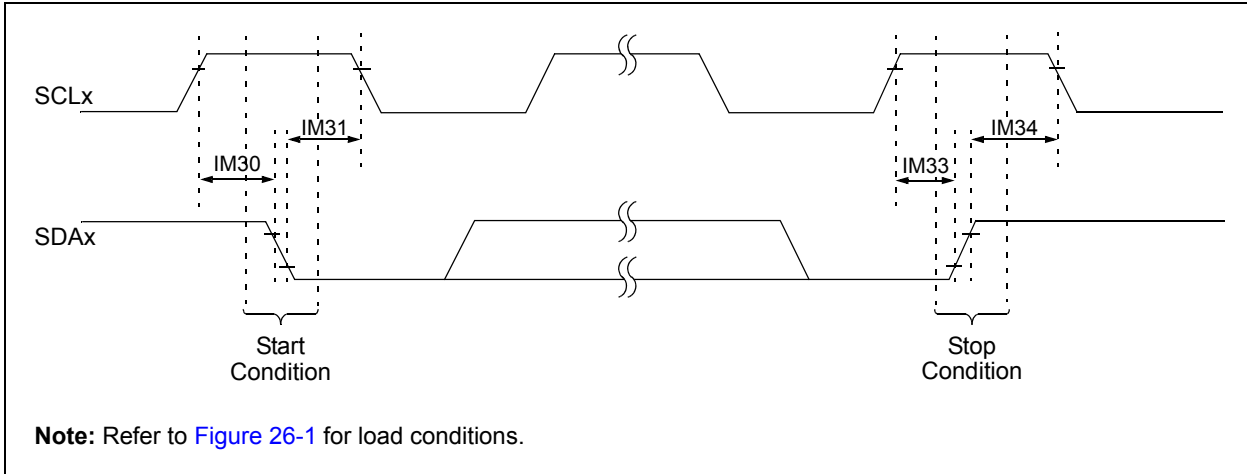 SCLx
IM31
IM34
IM30
IM33
SDAx
Start
Condition
Stop
Condition
Note: Refer to Figure 26-1 for load conditions.